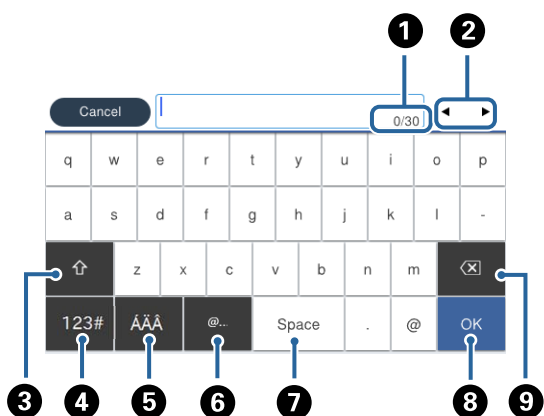 1 2
Cancel 0/30
q w e r t y u i o p
a s d f g h j k l -
z x c v b n m
123# ÁÄÂ @... Space . @ OK
3 4 5 6 7 8 9